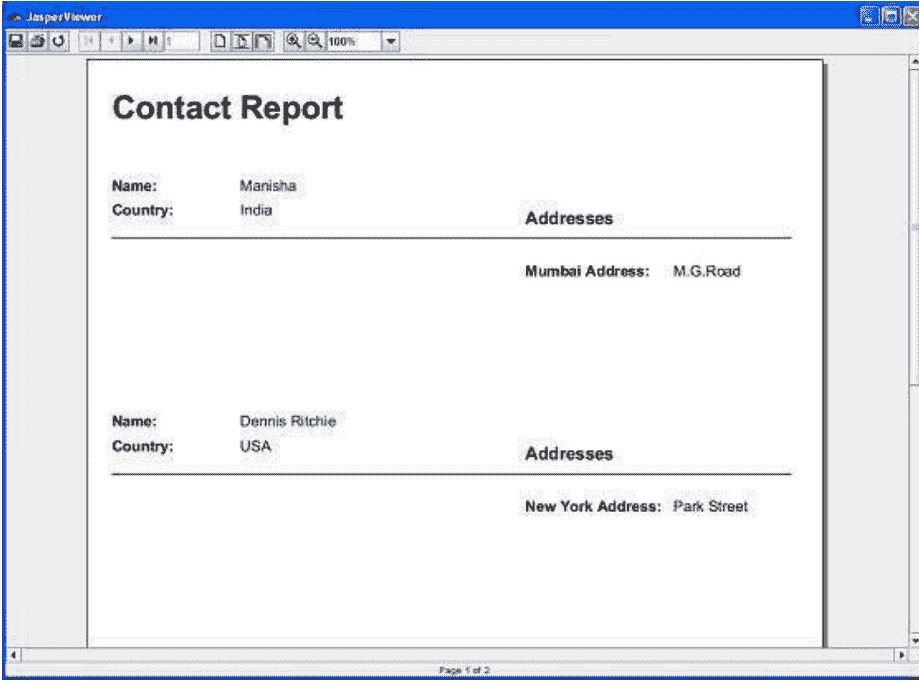 JasperViewer
1
100%
Contact Report
Name: Manisha
Country: India
Addresses
Mumbai Address: M.G.Road
Name: Dennis Ritchie
Country: USA
Addresses
New York Address: Park Street
Page 1 of 2